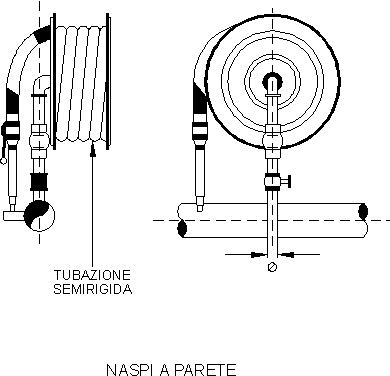 TUBAZIONE
SEMIRIGIDA
Ø
NASPI A PARETE